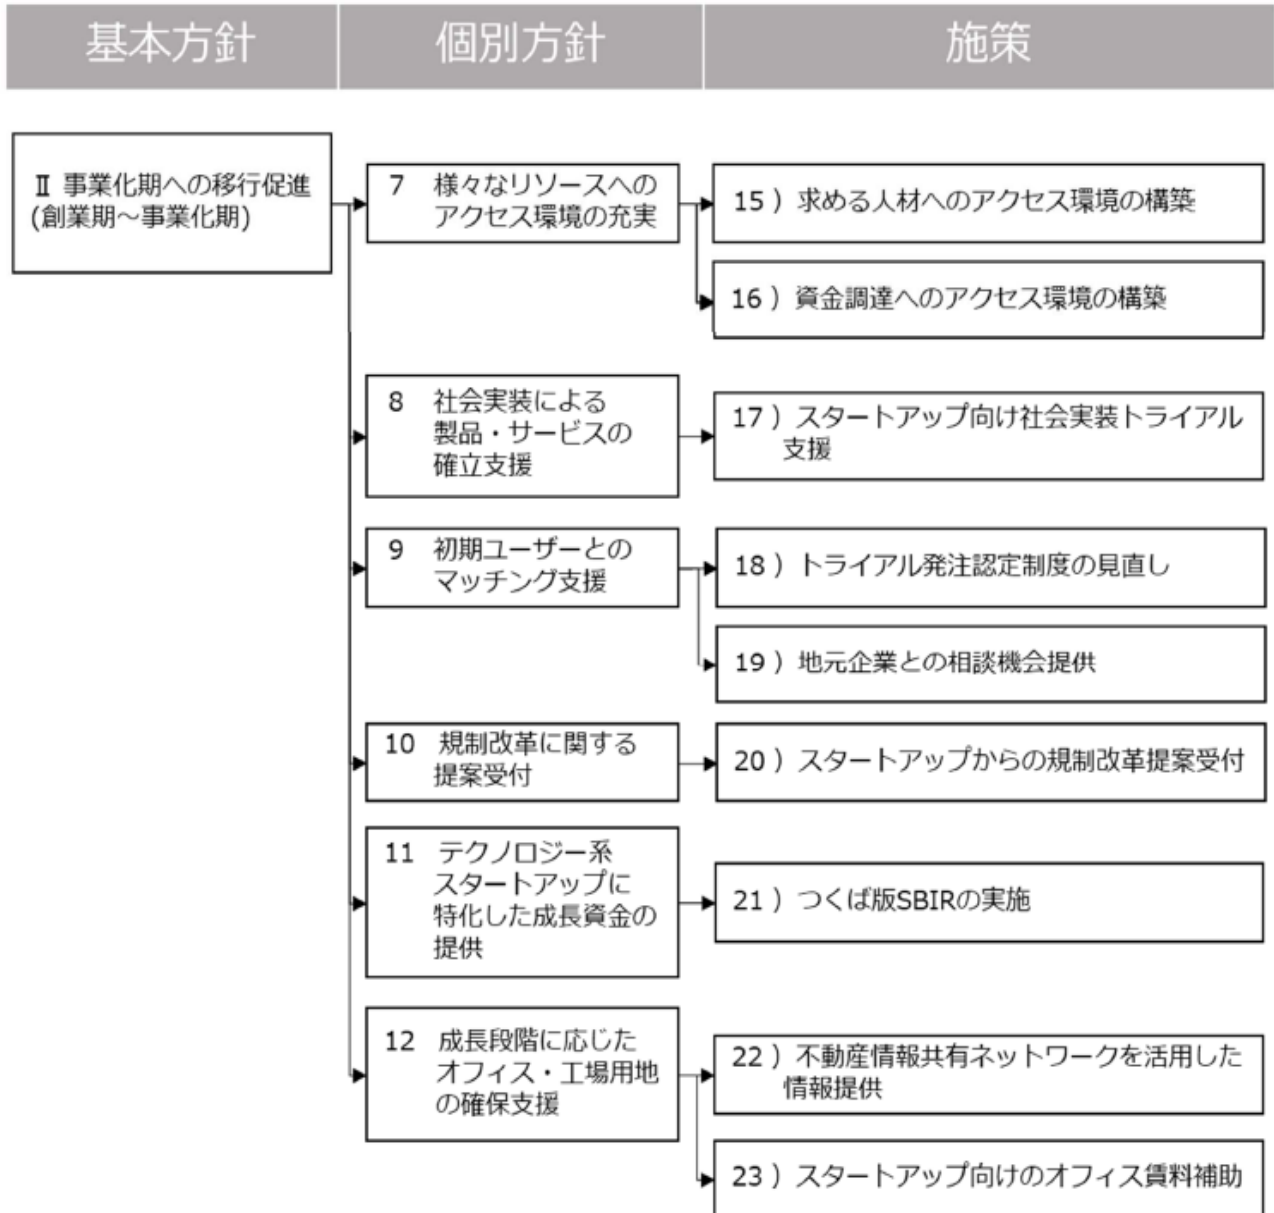 基本方針
個別方針
施策
Ⅱ 事業化期への移行促進
(創業期～事業化期)
7 様々なリソースへの
アクセス環境の充実
15）求める人材へのアクセス環境の構築
16）資金調達へのアクセス環境の構築
8 社会実装による
製品・サービスの
確立支援
17）スタートアップ向け社会実装トライアル
支援
9 初期ユーザーとの
マッチング支援
18）トライアル発注認定制度の見直し
19）地元企業との相談機会提供
10 規制改革に関する
提案受付
20）スタートアップからの規制改革提案受付
11 テクノロジー系
スタートアップに
特化した成長資金の
提供
21）つくば版SBIRの実施
12 成長段階に応じた
オフィス・工場用地
の確保支援
22）不動産情報共有ネットワークを活用した
情報提供
23）スタートアップ向けのオフィス賃料補助